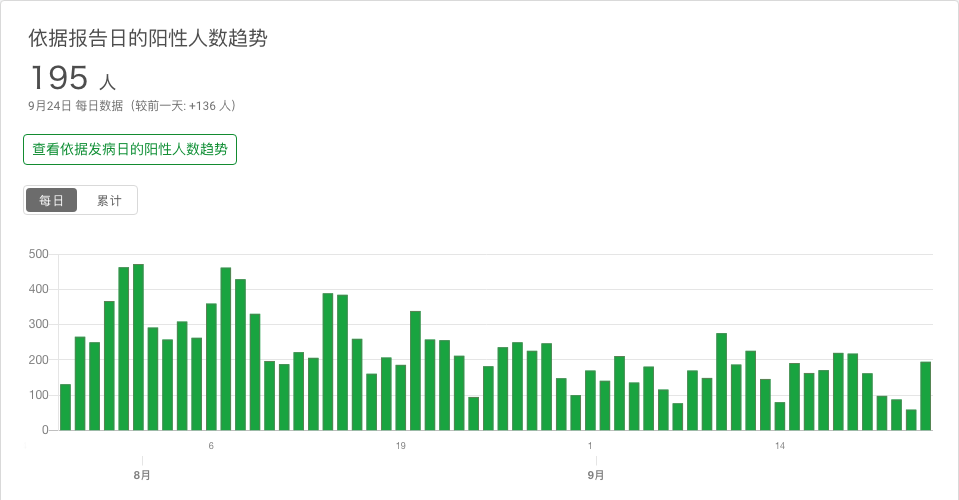 依据报告日的阳性人数趋势
195 人
9月24日 每日数据（较前一天: +136 人）
查看依据发病日的阳性人数趋势
每日 累计
500
400
300
200
100
0
6 19 1 14
8月 9月